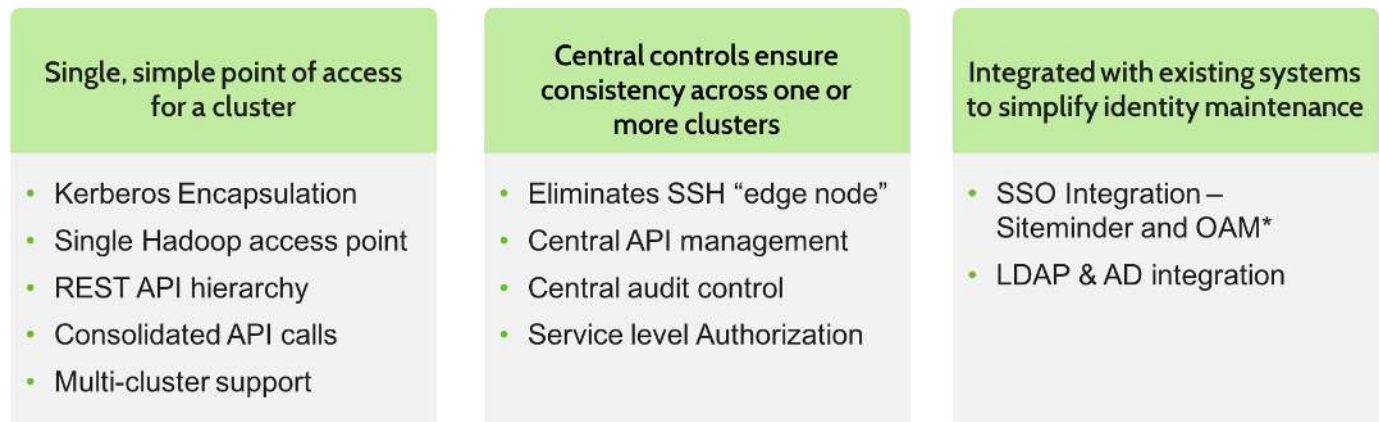 Single, simple point of access
for a cluster
• Kerberos Encapsulation
• Single Hadoop access point
• REST API hierarchy
• Consolidated API calls
• Multi-cluster support
Central controls ensure
consistency across one or
more clusters
• Eliminates SSH “edge node”
• Central API management
• Central audit control
• Service level Authorization
Integrated with existing systems
to simplify identity maintenance
• SSO Integration –
Siteminder and OAM*
• LDAP & AD integration